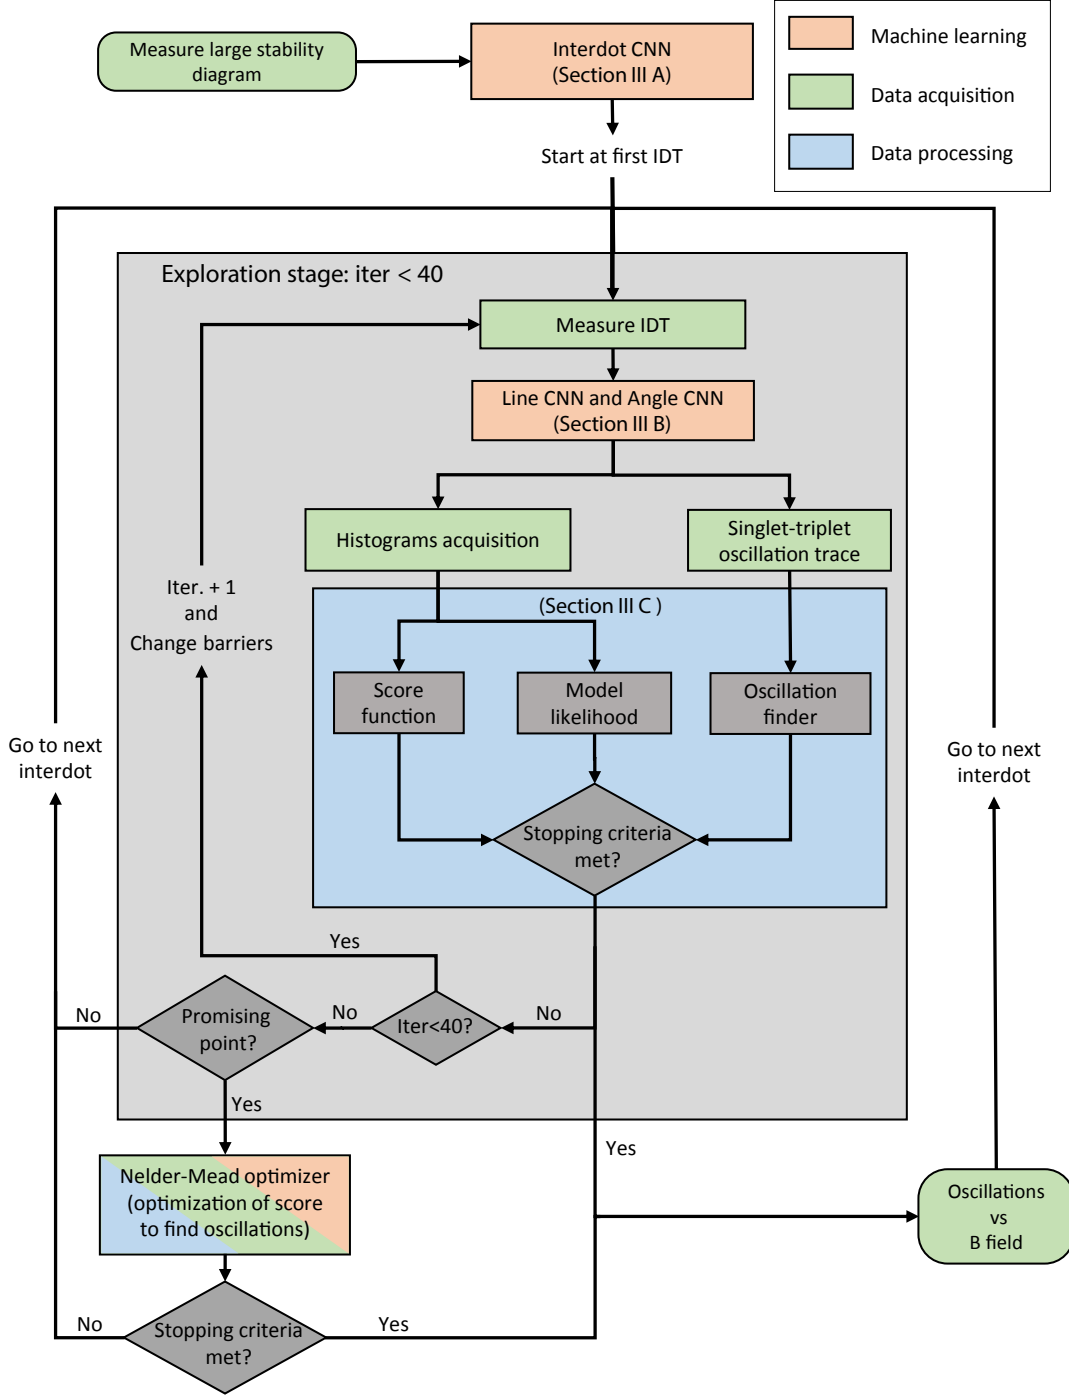 Measure large stability
diagram
Interdot CNN
(Section III A)
Machine learning
Data acquisition
Data processing
Start at first IDT
Exploration stage: iter < 40
Measure IDT
Line CNN and Angle CNN
(Section III B)
Histograms acquisition
Singlet-triplet
oscillation trace
Iter. + 1
and
Change barriers
(Section III C )
Score
function
Model
likelihood
Oscillation
finder
Go to next
interdot
Go to next
interdot
Stopping criteria
met?
Yes
No
Promising
point?
No
Iter<40?
No
Yes
Yes
Nelder-Mead optimizer
(optimization of score
to find oscillations)
Oscillations
vs
B field
No
Stopping criteria
met?
Yes